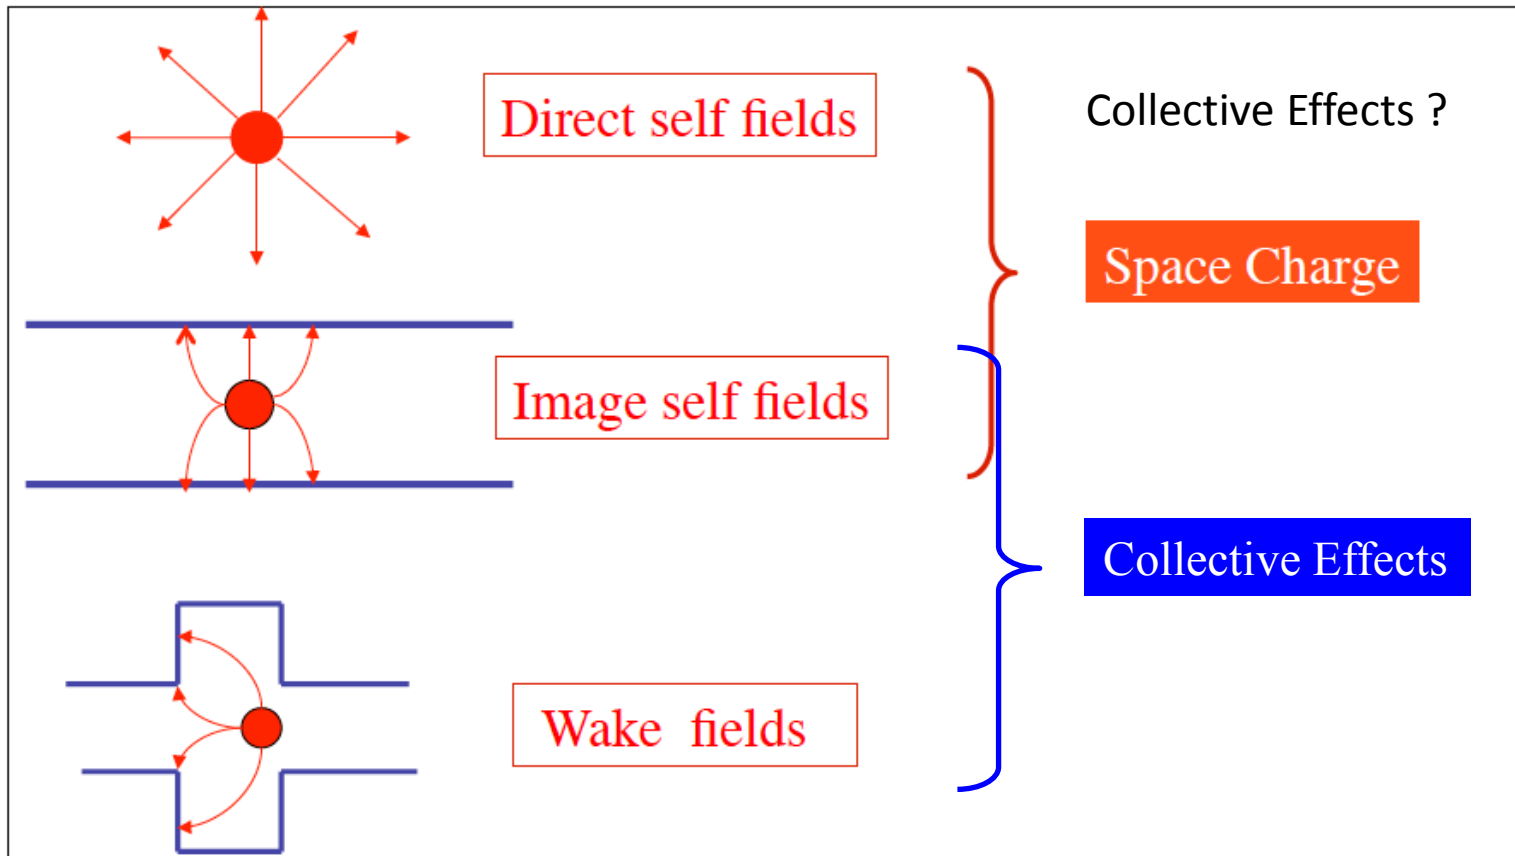 Direct self fields
Collective Effects ?
Space Charge
Image self fields
Collective Effects
Wake fields